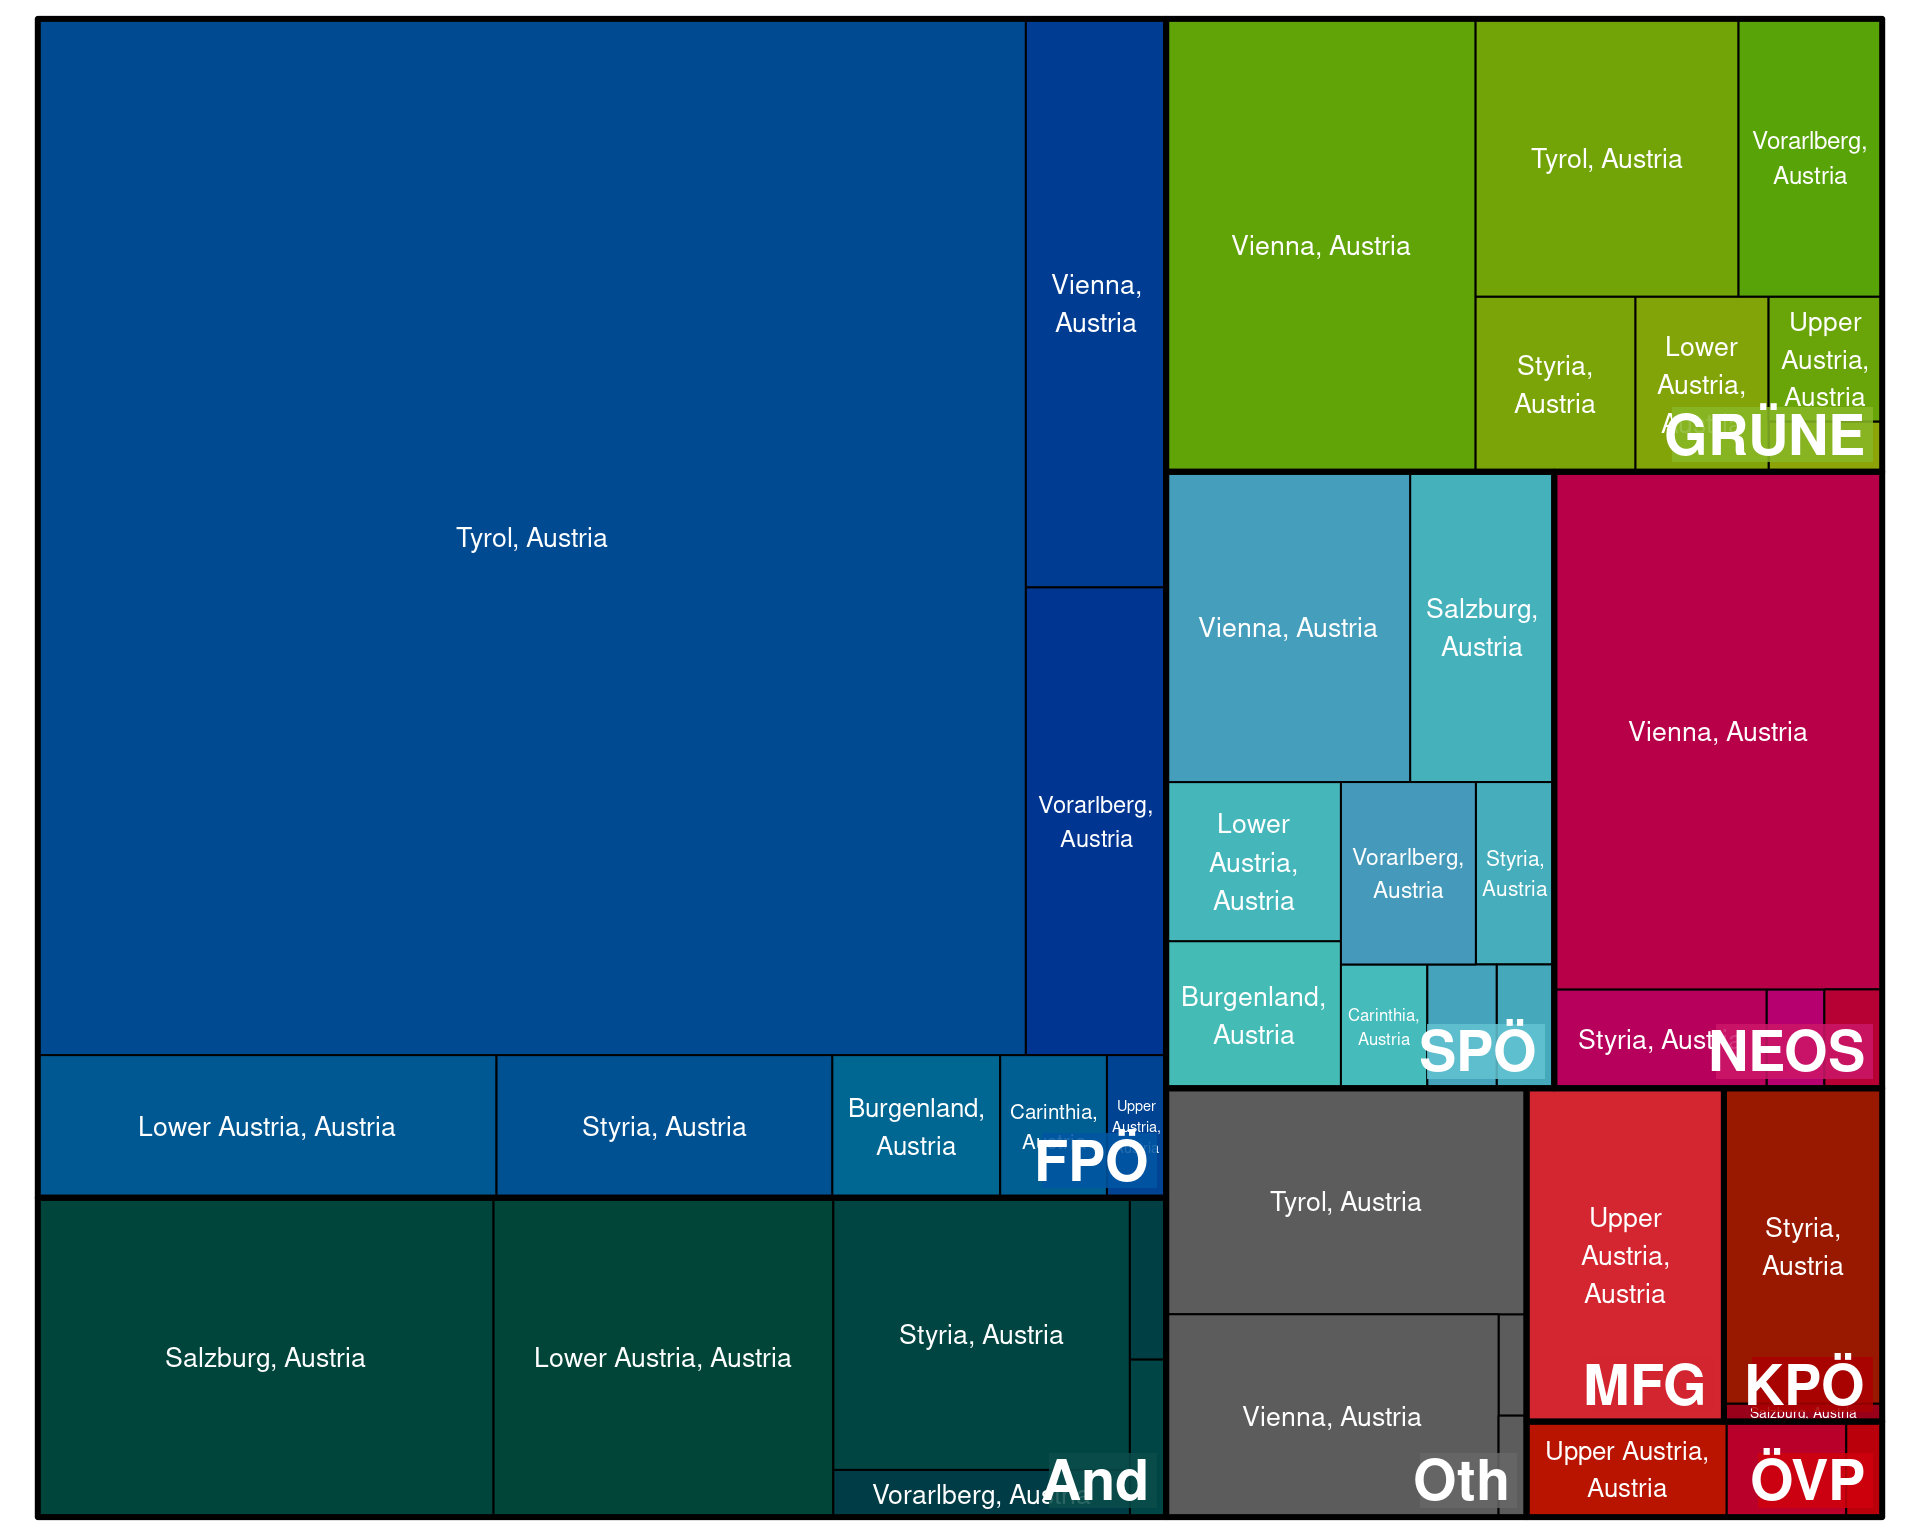 Tyrol, Austria
Vienna,
Austria
Vorarlberg,
Austria
Lower Austria, Austria
Styria, Austria
Burgenland,
Austria
Carinthia,
Upper
Austria,
FPÖ
Salzburg, Austria
Lower Austria, Austria
Styria, Austria
Vorarlberg, Austria
And
Vienna, Austria
Tyrol, Austria
Vorarlberg,
Austria
Styria,
Austria
Lower
Austria,
Upper
Austria,
Austria
GRÜNE
Vienna, Austria
Salzburg,
Austria
Lower
Austria,
Austria
Vorarlberg,
Austria
Styria,
Austria
Burgenland,
Austria
Carinthia,
Austria
SPÖ
Vienna, Austria
Styria, Austria
NEOS
Tyrol, Austria
Vienna, Austria
Oth
Upper
Austria,
Austria
MFG
Styria,
Austria
KPÖ
Salzburg, Austria
Upper Austria,
Austria
ÖVP